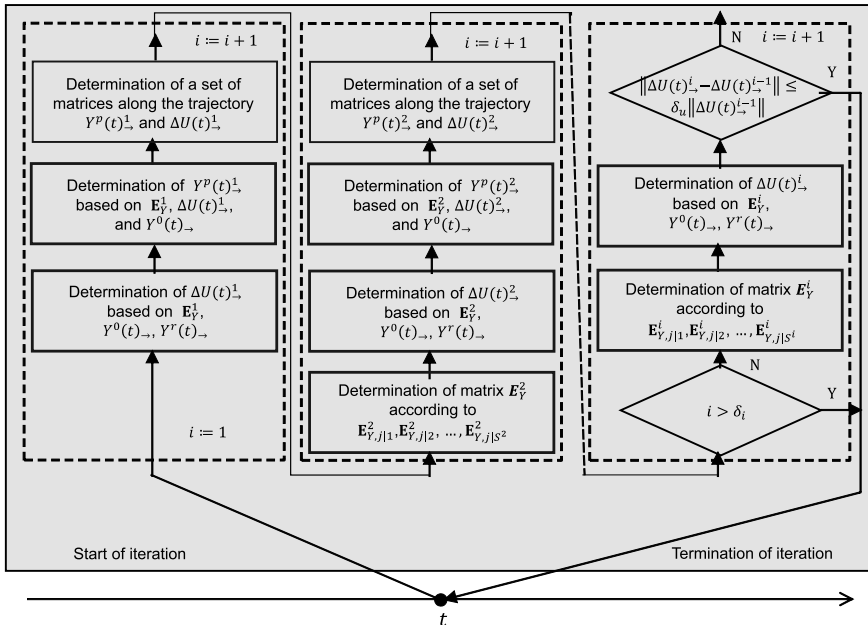 i ≔ i + 1
Determination of a set of
matrices along the trajectory
Y^p(t)^1_→ and ΔU(t)^1_→
Determination of Y^p(t)^1_→
based on E^1_Y, ΔU(t)^1_→,
and Y^0(t)_→
Determination of ΔU(t)^1_→
based on E^1_Y,
Y^0(t)_→, Y^r(t)_→
i ≔ 1
Start of iteration
i ≔ i + 1
Determination of a set of
matrices along the trajectory
Y^p(t)^2_→ and ΔU(t)^2_→
Determination of Y^p(t)^2_→
based on E^2_Y, ΔU(t)^2_→,
and Y^0(t)_→
Determination of ΔU(t)^2_→
based on E^2_Y,
Y^0(t)_→, Y^r(t)_→
Determination of matrix E^2_Y
according to
E^2_{Y,j|1}, E^2_{Y,j|2}, …, E^2_{Y,j|S^2}
N
i ≔ i + 1
Y
‖ΔU(t)^i_→ − ΔU(t)^{i−1}_→‖ ≤
δ_u‖ΔU(t)^{i−1}_→‖
Determination of ΔU(t)^i_→
based on E^i_Y,
Y^0(t)_→, Y^r(t)_→
Determination of matrix E^i_Y
according to
E^i_{Y,j|1}, E^i_{Y,j|2}, …, E^i_{Y,j|S^i}
N
Y
i > δ_i
Termination of iteration
t